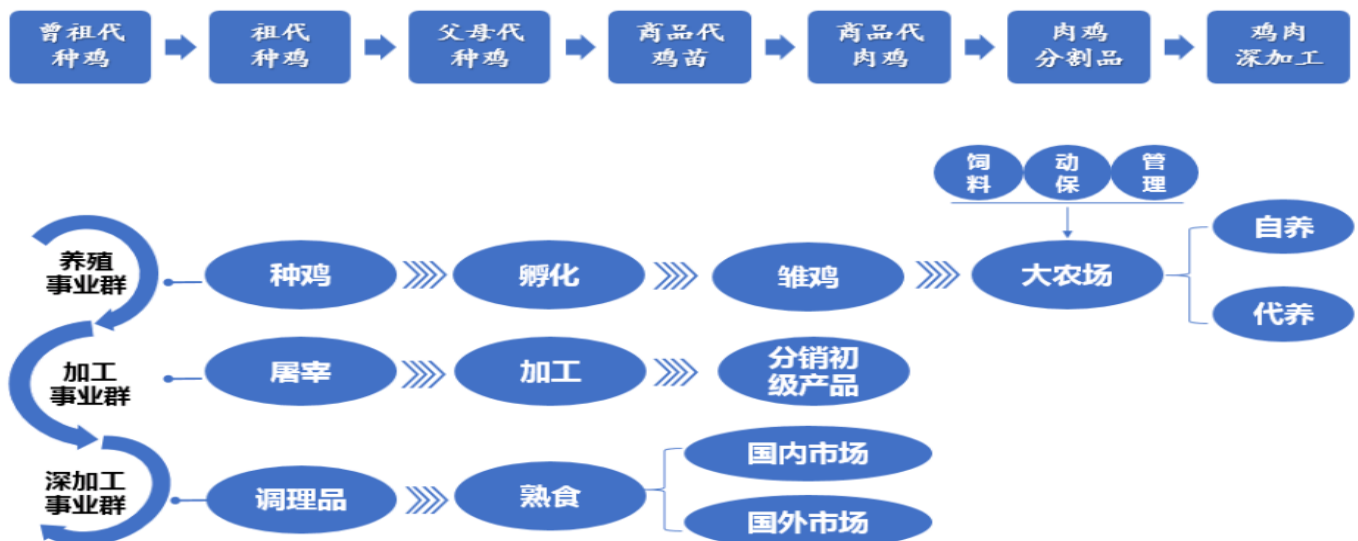 曾祖代
种鸡
祖代
种鸡
父母代
种鸡
商品代
鸡苗
商品代
肉鸡
肉鸡
分割品
鸡肉
深加工
饲
料
动
保
管
理
养殖
事业群
种鸡
孵化
雏鸡
大农场
自养
代养
加工
事业群
屠宰
加工
分销初
级产品
深加工
事业群
调理品
熟食
国内市场
国外市场